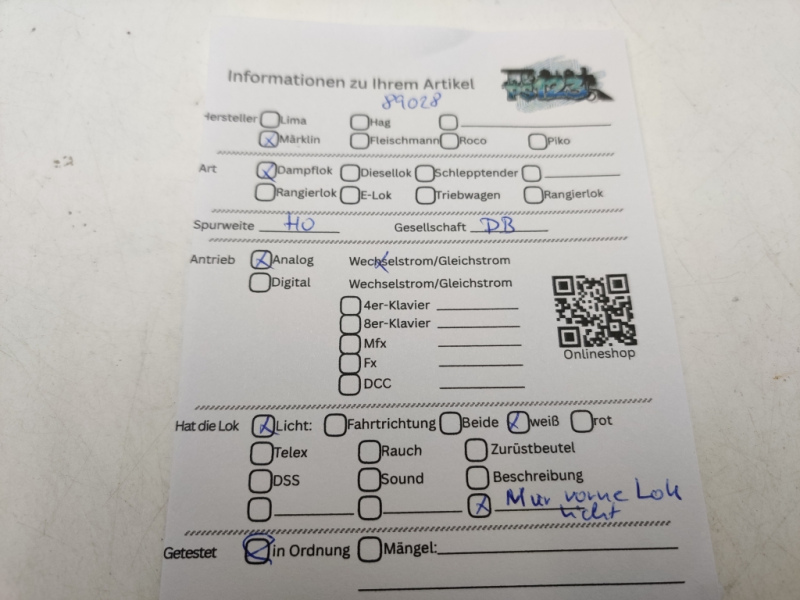 Informationen zu Ihrem Artikel
89028
Hersteller Lima Hag
Märklin Fleischmann Roco Piko
Art Dampflok Diesellok Schlepptender
Rangierlok E-Lok Triebwagen Rangierlok
Spurweite HO Gesellschaft DB
Antrieb Analog Wechselstrom/Gleichstrom
Digital Wechselstrom/Gleichstrom
4er-Klavier
8er-Klavier
Mfx
Fx
DCC
Onlineshop
Hat die Lok Licht: Fahrtrichtung Beide weiß rot
Telex Rauch Zurüstbeutel
DSS Sound Beschreibung
Nur vorne Lok
licht
Getestet in Ordnung Mängel: